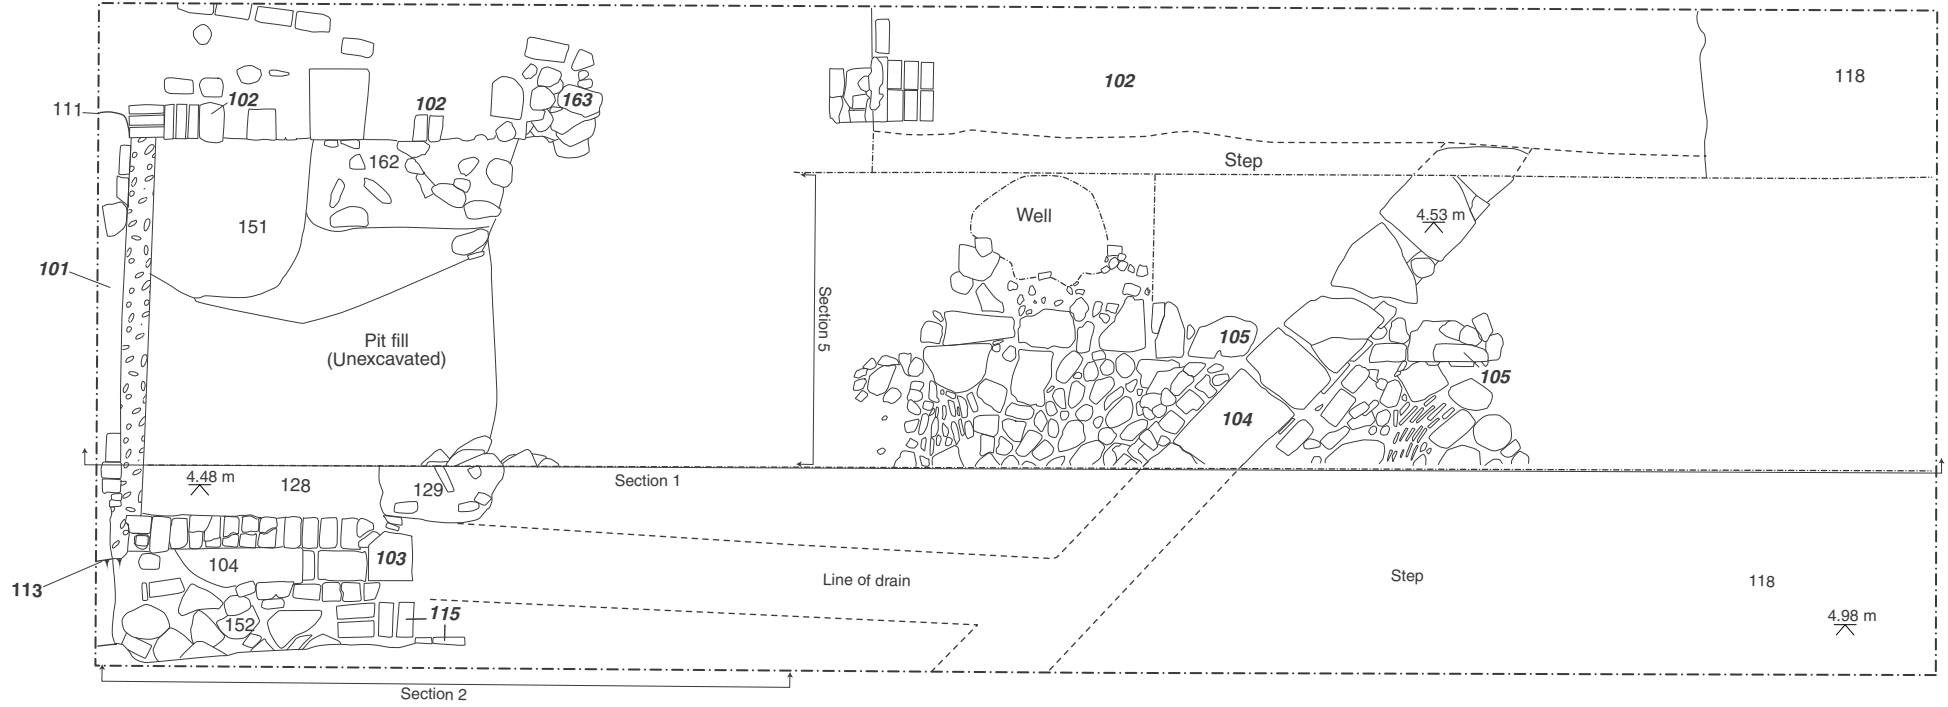 102
118
111
102
102
163
162
Step
151
Well
4.53 m
101
Section 5
Pit fill
(Unexcavated)
105
105
104
4.48 m
128
129
Section 1
103
104
113
Line of drain
Step
118
152
115
4.98 m
Section 2